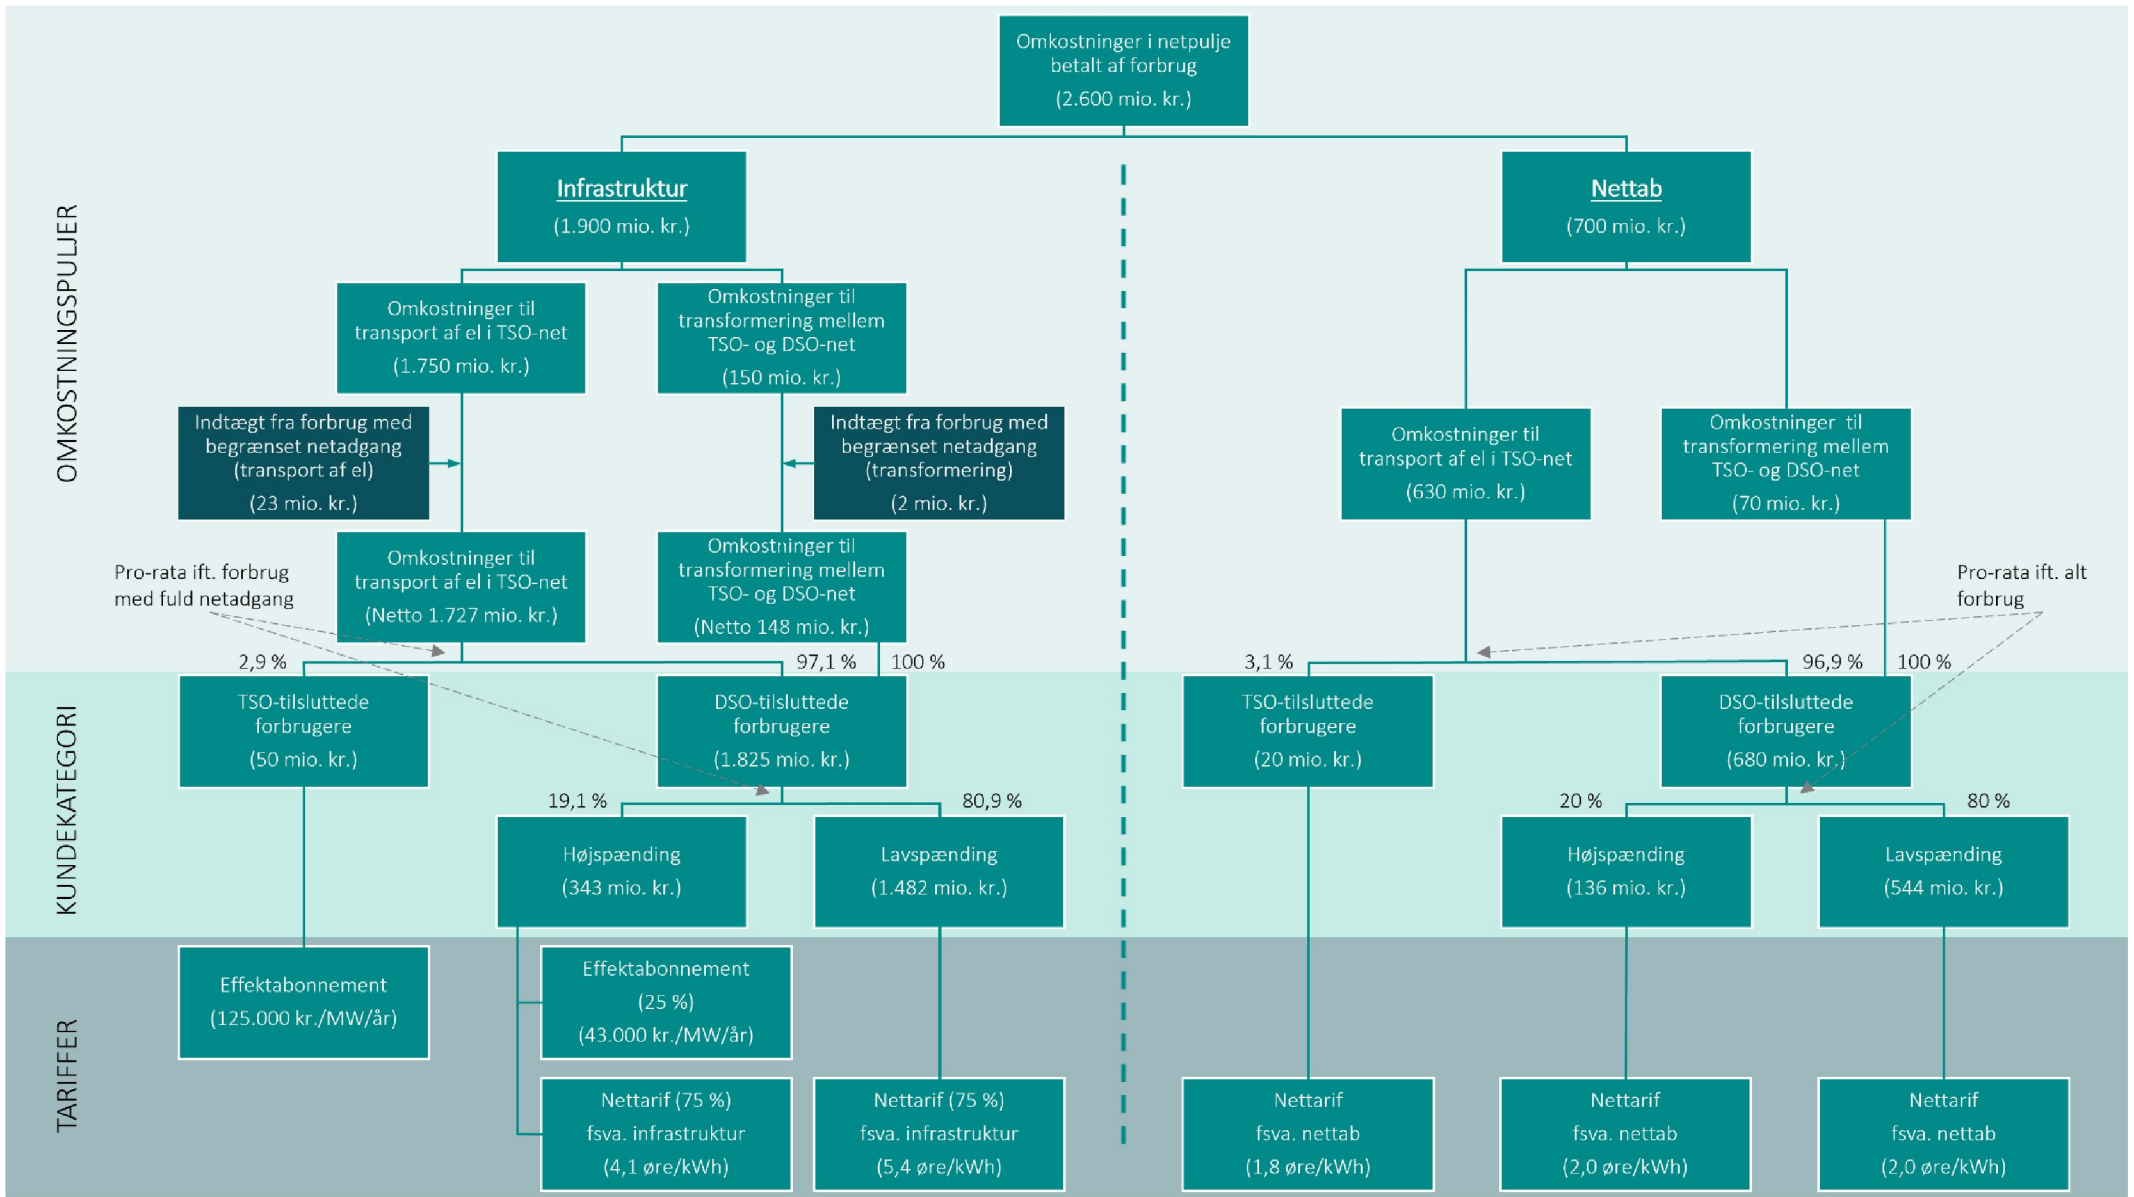 Omkostninger i netpulje
betalt af forbrug
(2.600 mio. kr.)
Infrastruktur
(1.900 mio. kr.)
Nettab
(700 mio. kr.)
OMKOSTNINGSPULJER
Omkostninger til
transport af el i TSO-net
(1.750 mio. kr.)
Omkostninger til
transformering mellem
TSO- og DSO-net
(150 mio. kr.)
Indtægt fra forbrug med
begrænset netadgang
(transport af el)
(23 mio. kr.)
Indtægt fra forbrug med
begrænset netadgang
(transformering)
(2 mio. kr.)
Omkostninger til
transport af el i TSO-net
(630 mio. kr.)
Omkostninger til
transformering mellem
TSO- og DSO-net
(70 mio. kr.)
Omkostninger til
transport af el i TSO-net
(Netto 1.727 mio. kr.)
Omkostninger til
transformering mellem
TSO- og DSO-net
(Netto 148 mio. kr.)
Pro-rata ift. forbrug
med fuld netadgang
Pro-rata ift. alt
forbrug
2,9 %
97,1 %
100 %
3,1 %
96,9 %
100 %
KUNDEKATEGORI
TSO-tilsluttede
forbrugere
(50 mio. kr.)
DSO-tilsluttede
forbrugere
(1.825 mio. kr.)
TSO-tilsluttede
forbrugere
(20 mio. kr.)
DSO-tilsluttede
forbrugere
(680 mio. kr.)
19,1 %
80,9 %
20 %
80 %
Højspænding
(343 mio. kr.)
Lavspænding
(1.482 mio. kr.)
Højspænding
(136 mio. kr.)
Lavspænding
(544 mio. kr.)
TARIFFER
Effektabonnement
(125.000 kr./MW/år)
Effektabonnement
(25 %)
(43.000 kr./MW/år)
Nettarif (75 %)
fsva. infrastruktur
(4,1 øre/kWh)
Nettarif (75 %)
fsva. infrastruktur
(5,4 øre/kWh)
Nettarif
fsva. nettab
(1,8 øre/kWh)
Nettarif
fsva. nettab
(2,0 øre/kWh)
Nettarif
fsva. nettab
(2,0 øre/kWh)